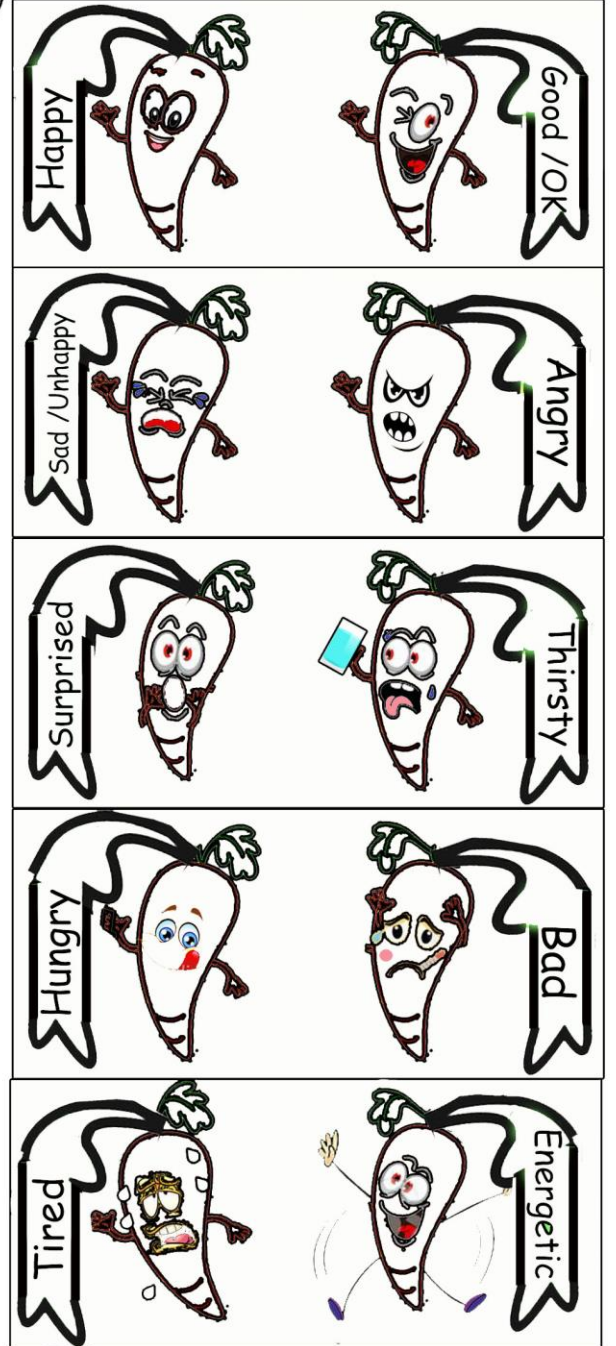 Happy
Good /OK
Sad /Unhappy
Angry
Surprised
Thirsty
Hungry
Bad
Tired
Energetic